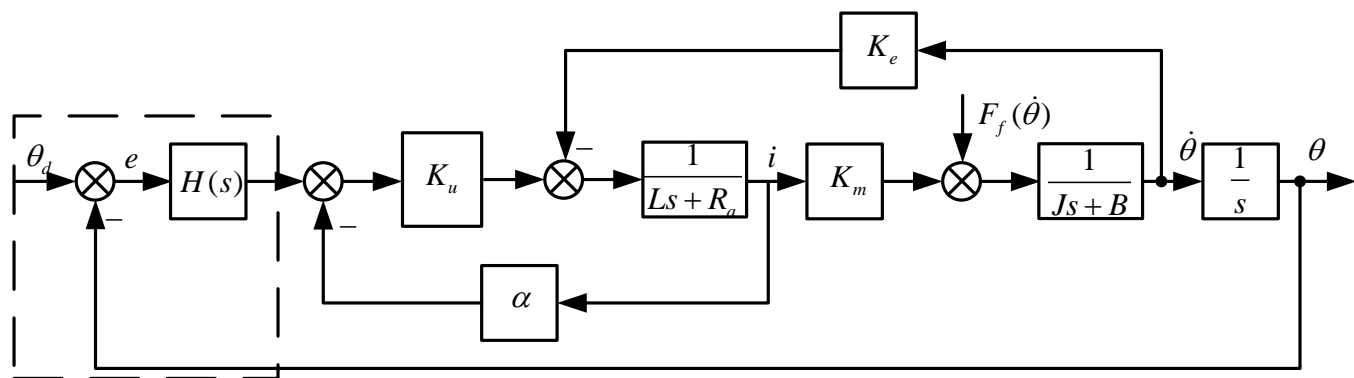 K_e
F_f(θ̇)
θ_d
e
H(s)
K_u
1
Ls + R_a
i
K_m
1
Js + B
θ̇
1
s
θ
α
−
−
−